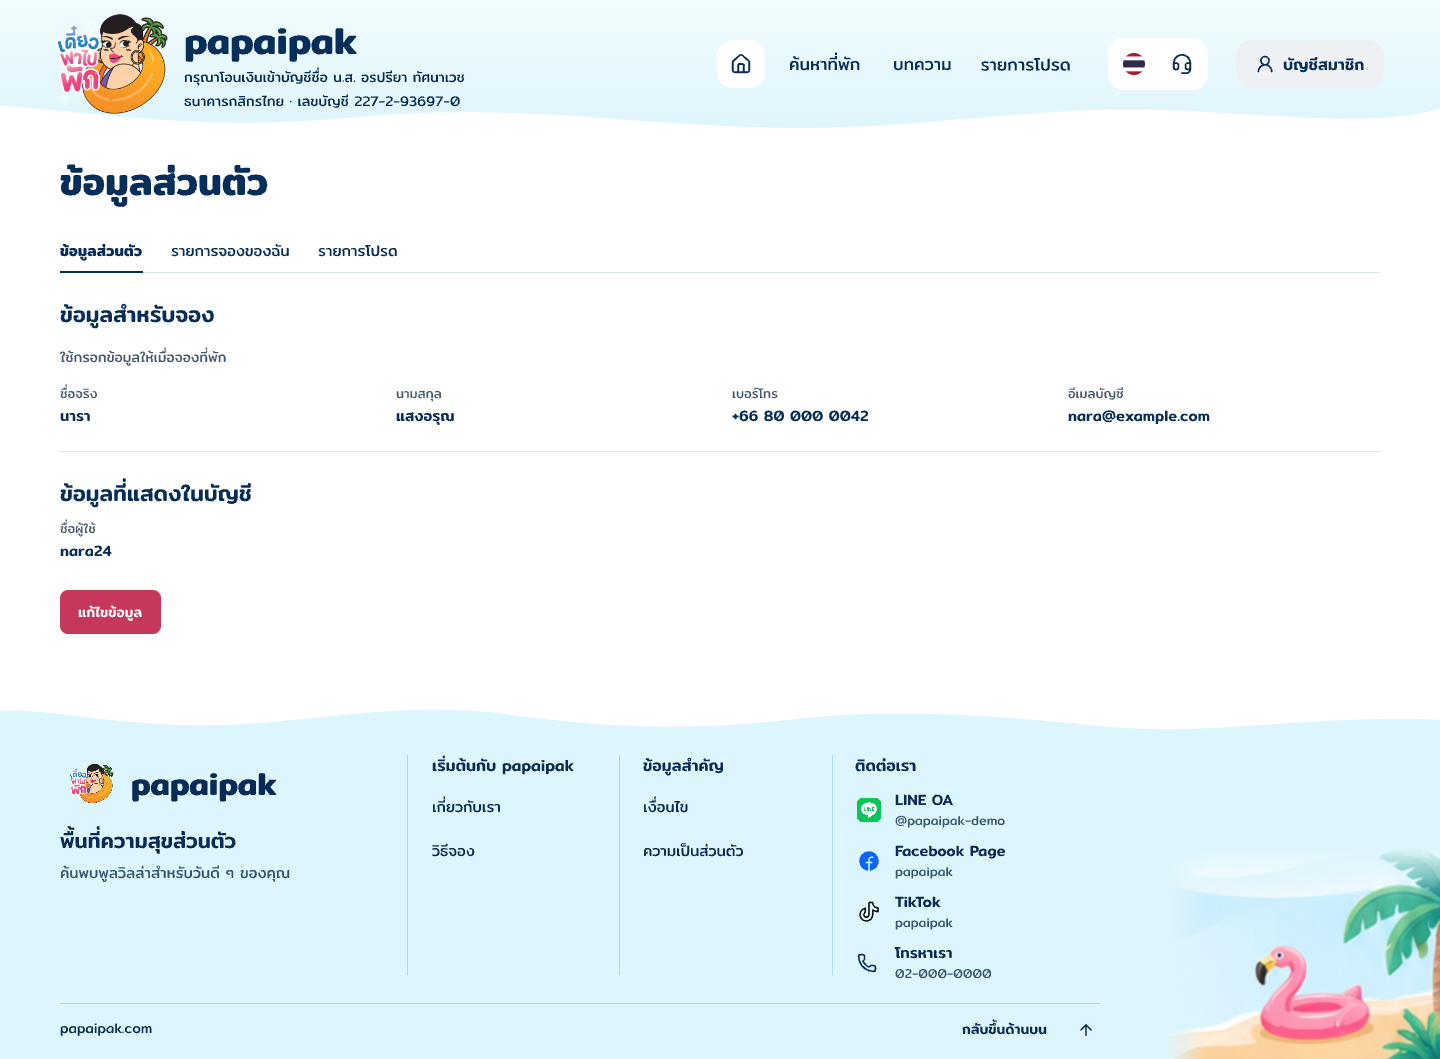 เดี๋ยว
พาไป
พัก
papaipak
กรุณาโอนเงินเข้าบัญชีชื่อ น.ส. อรปรียา ทัศนาเวช
ธนาคารกสิกรไทย · เลขบัญชี 227-2-93697-0
ค้นหาที่พัก
บทความ
รายการโปรด
บัญชีสมาชิก
ข้อมูลส่วนตัว
ข้อมูลส่วนตัว
รายการจองของฉัน
รายการโปรด
ข้อมูลสำหรับจอง
ใช้กรอกข้อมูลให้เมื่อจองที่พัก
ชื่อจริง
นารา
นามสกุล
แสงอรุณ
เบอร์โทร
+66 80 000 0042
อีเมลบัญชี
nara@example.com
ข้อมูลที่แสดงในบัญชี
ชื่อผู้ใช้
nara24
แก้ไขข้อมูล
เดี๋ยว
พาไป
พัก
papaipak
พื้นที่ความสุขส่วนตัว
ค้นพบพูลวิลล่าสำหรับวันดี ๆ ของคุณ
เริ่มต้นกับ papaipak
เกี่ยวกับเรา
วิธีจอง
ข้อมูลสำคัญ
เงื่อนไข
ความเป็นส่วนตัว
ติดต่อเรา
LINE
LINE OA
@papaipak-demo
Facebook Page
papaipak
TikTok
papaipak
โทรหาเรา
02-000-0000
papaipak.com
กลับขึ้นด้านบน